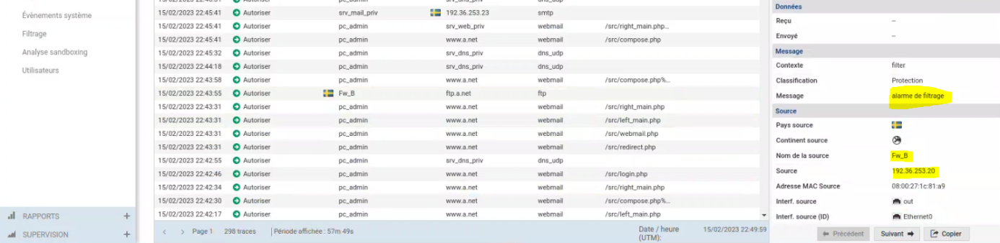 Évènements système
Filtrage
Analyse sandboxing
Utilisateurs
RAPPORTS +
SUPERVISION +
15/02/2023 22:45:41 Autoriser srv_mail_priv 192.36.253.23 smtp
15/02/2023 22:45:41 Autoriser pc_admin srv_web_priv webmail /src/right_main.php...
15/02/2023 22:45:41 Autoriser pc_admin www.a.net webmail /src/compose.php
15/02/2023 22:45:32 Autoriser pc_admin srv_dns_priv dns_udp
15/02/2023 22:44:18 Autoriser pc_admin srv_dns_priv dns_udp
15/02/2023 22:43:58 Autoriser pc_admin www.a.net webmail /src/compose.php%...
15/02/2023 22:43:55 Autoriser Fw_B ftp.a.net ftp
15/02/2023 22:43:31 Autoriser pc_admin www.a.net webmail /src/right_main.php
15/02/2023 22:43:31 Autoriser pc_admin www.a.net webmail /src/left_main.php
15/02/2023 22:43:31 Autoriser pc_admin www.a.net webmail /src/webmail.php
15/02/2023 22:43:31 Autoriser pc_admin www.a.net webmail /src/redirect.php
15/02/2023 22:42:55 Autoriser pc_admin srv_dns_priv dns_udp
15/02/2023 22:42:46 Autoriser pc_admin www.a.net webmail /src/login.php
15/02/2023 22:42:34 Autoriser pc_admin www.a.net webmail /src/right_main.php
15/02/2023 22:42:30 Autoriser pc_admin www.a.net webmail /src/compose.php%...
15/02/2023 22:42:17 Autoriser pc_admin www.a.net webmail /src/left_main.php
Page 1 298 traces Période affichée : 57m 49s Date / heure (UTM): 15/02/2023 22:49:59
Données
Reçu --
Envoyé --
Message
Contexte filter
Classification Protection
Message alarme de filtrage
Source
Pays source
Continent source
Nom de la source Fw_B
Source 192.36.253.20
Adresse MAC Source 08:00:27:1c:81:a9
Interf. source out
Interf. source (ID) Ethernet0
Précédent Suivant Copier